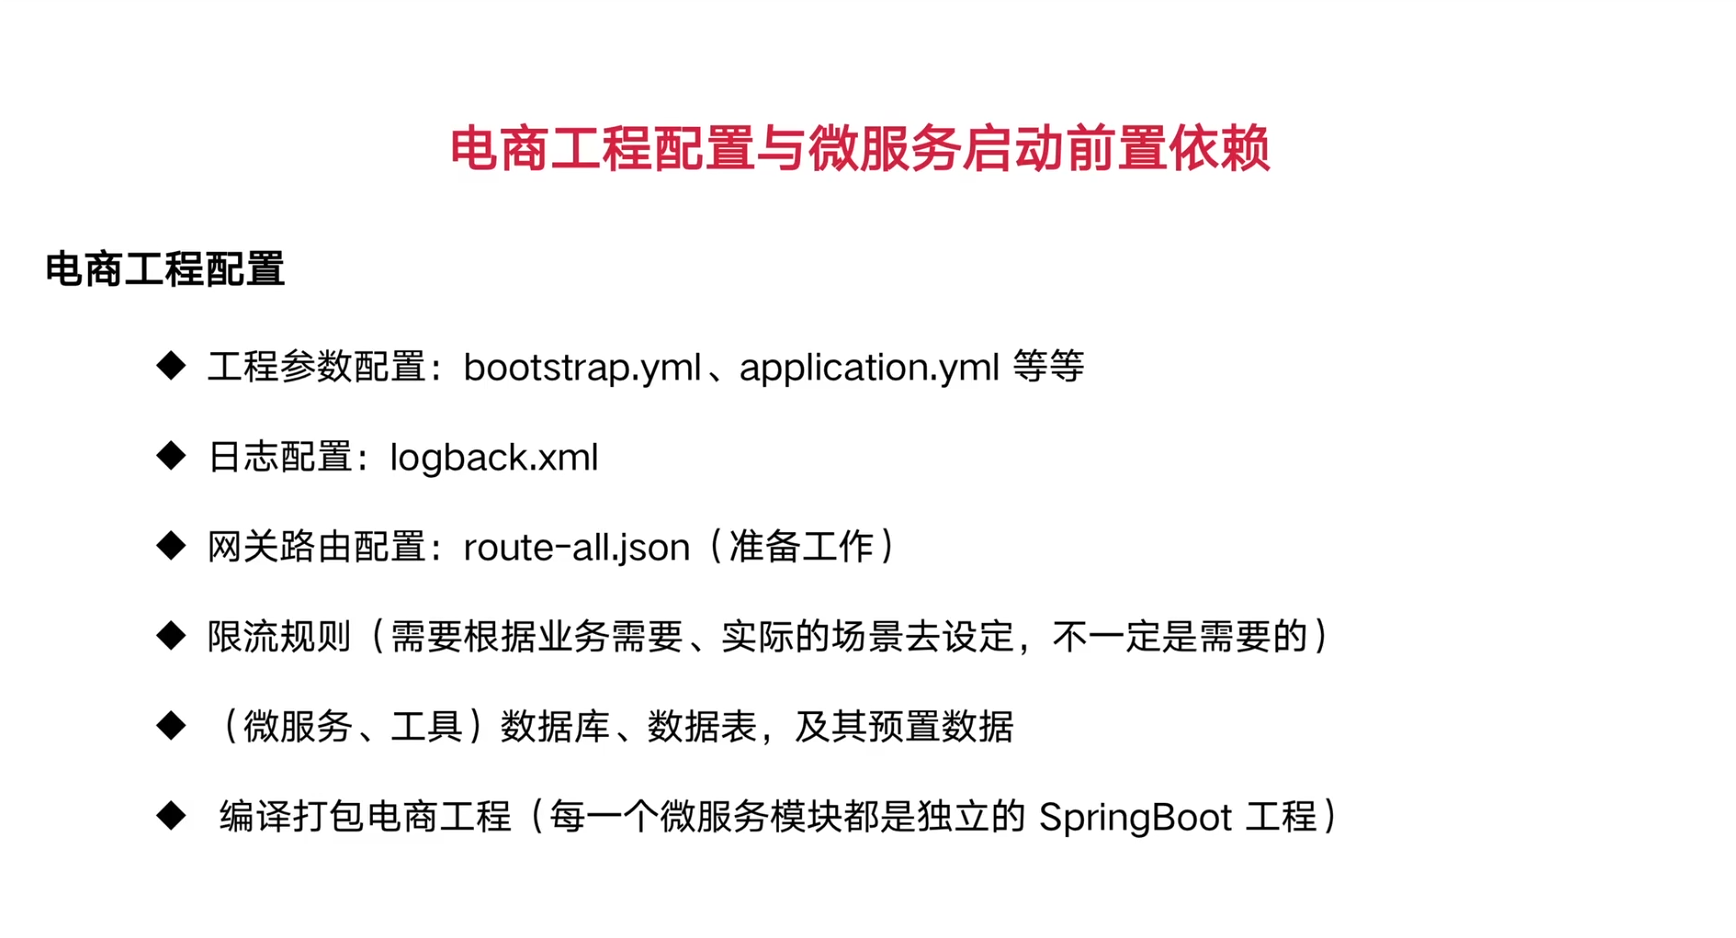 电商工程配置与微服务启动前置依赖
电商工程配置
◆ 工程参数配置：bootstrap.yml、application.yml 等等
◆ 日志配置：logback.xml
◆ 网关路由配置：route-all.json（准备工作）
◆ 限流规则（需要根据业务需要、实际的场景去设定，不一定是需要的）
◆ （微服务、工具）数据库、数据表，及其预置数据
◆ 编译打包电商工程（每一个微服务模块都是独立的 SpringBoot 工程）